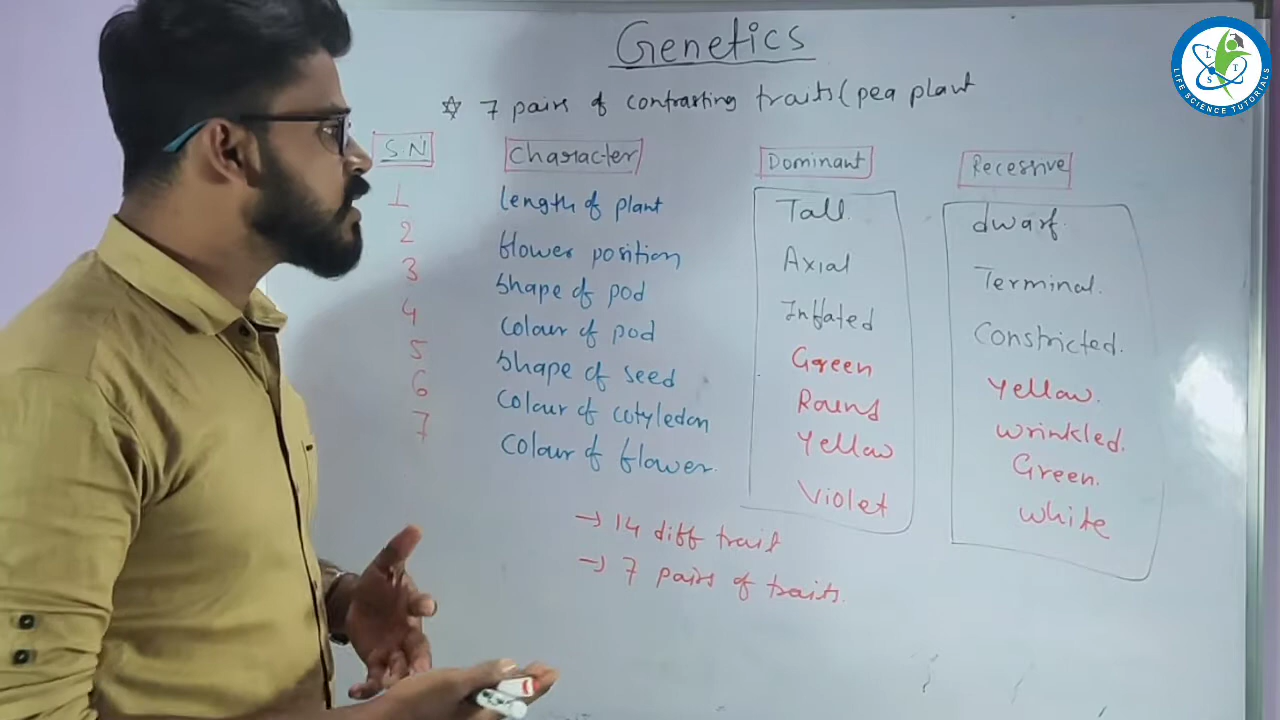 Genetics
☆ 7 pairs of contrasting traits (pea plant
SN Character Dominant Recessive
1 length of plant Tall. dwarf.
2 flower position Axial Terminal.
3 Shape of pod Inflated Constricted.
4 Colour of pod Green Yellow.
5 Shape of seed Round wrinkled.
6 Colour of cotyledon Yellow Green.
7 Colour of flower. Violet white
→ 14 diff trait
→ 7 pairs of traits.
LIFE SCIENCE TUTORIALS
L T S